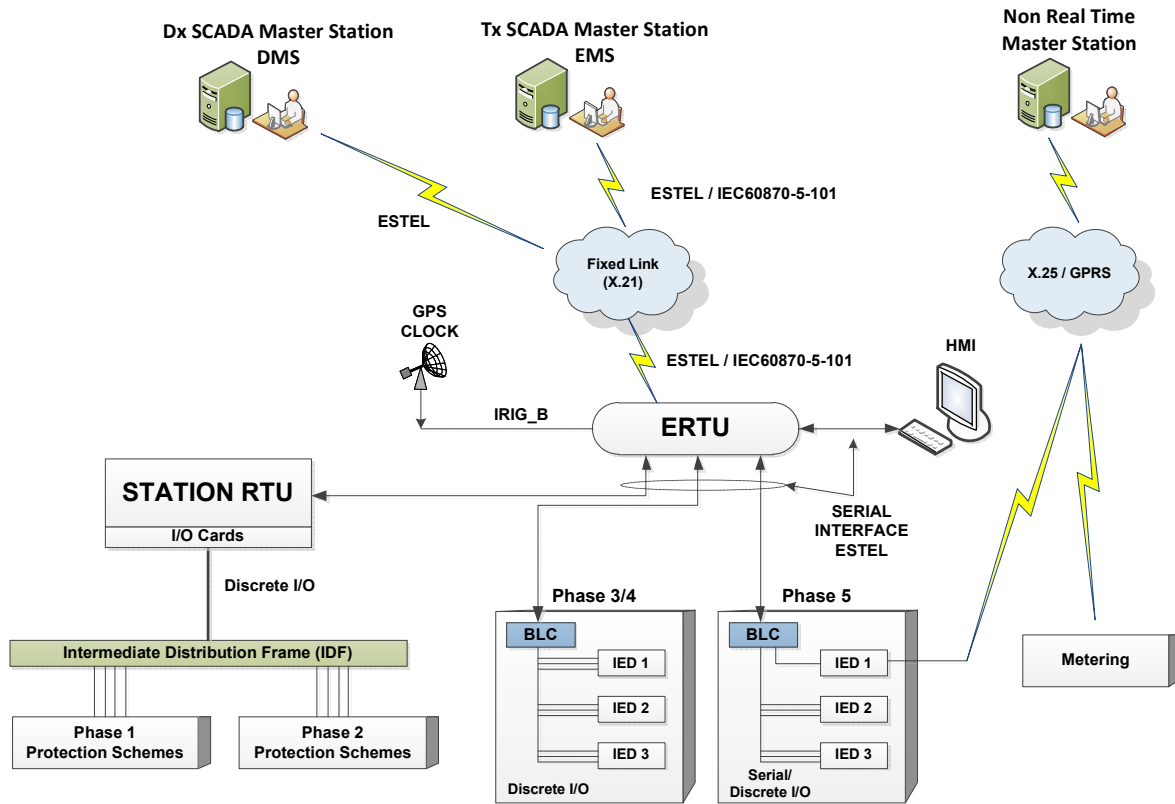 Dx SCADA Master Station
DMS
Tx SCADA Master Station
EMS
Non Real Time
Master Station
ESTEL
ESTEL / IEC60870-5-101
Fixed Link
(X.21)
X.25 / GPRS
GPS
CLOCK
ESTEL / IEC60870-5-101
HMI
IRIG_B
ERTU
STATION RTU
I/O Cards
SERIAL
INTERFACE
ESTEL
Discrete I/O
Phase 3/4
Phase 5
BLC
BLC
Intermediate Distribution Frame (IDF)
IED 1
IED 1
Metering
IED 2
IED 2
Phase 1
Protection Schemes
Phase 2
Protection Schemes
IED 3
IED 3
Discrete I/O
Serial/
Discrete I/O